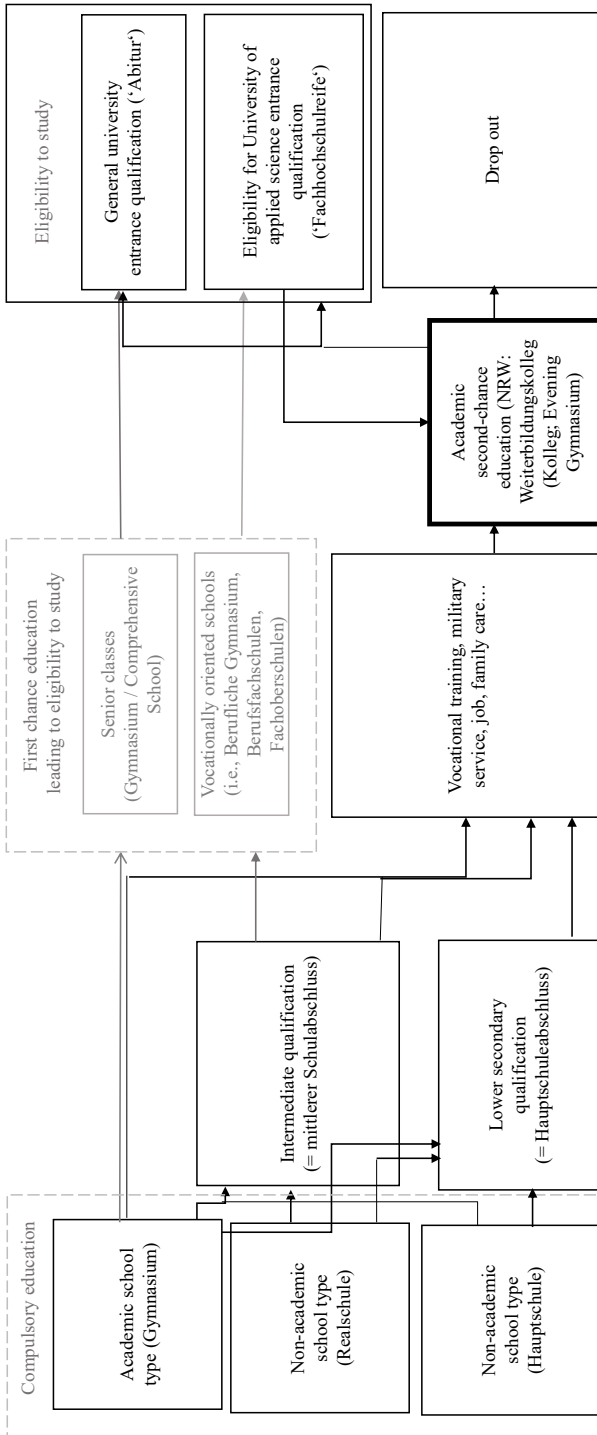 Compulsory education
Academic school
type (Gymnasium)
Non-academic
school type
(Realschule)
Non-academic
school type
(Hauptschule)
Intermediate qualification
(= mittlerer Schulabschluss)
Lower secondary
qualification
(= Hauptschuleabschluss)
First chance education
leading to eligibility to study
Senior classes
(Gymnasium / Comprehensive
School)
Vocationally oriented schools
(i.e., Berufliche Gymnasium,
Berufsfachschulen,
Fachoberschulen)
Vocational training, military
service, job, family care…
Academic
second-chance
education (NRW:
Weiterbildungskolleg
(Kolleg; Evening
Gymnasium)
Eligibility to study
General university
entrance qualification (‘Abitur‘)
Eligibility for University of
applied science entrance
qualification
(‘Fachhochschulreife‘)
Drop out